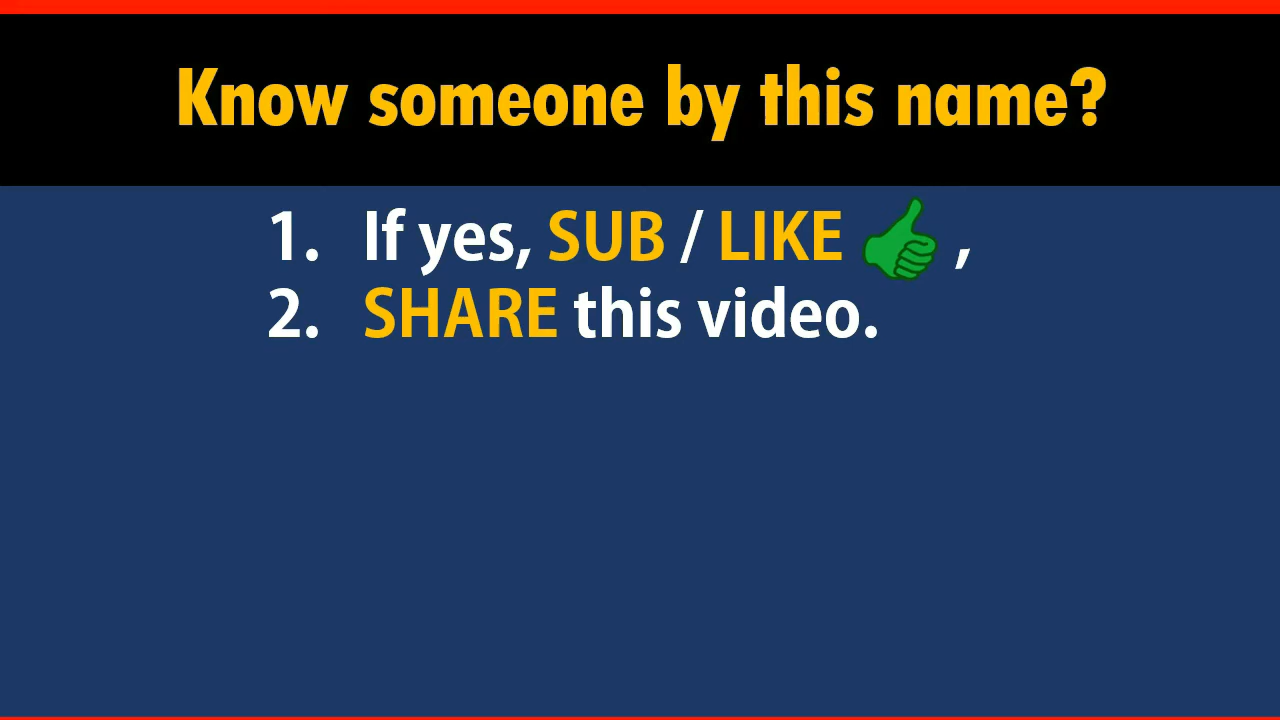 Know someone by this name?
1. If yes, SUB / LIKE ,
2. SHARE this video.